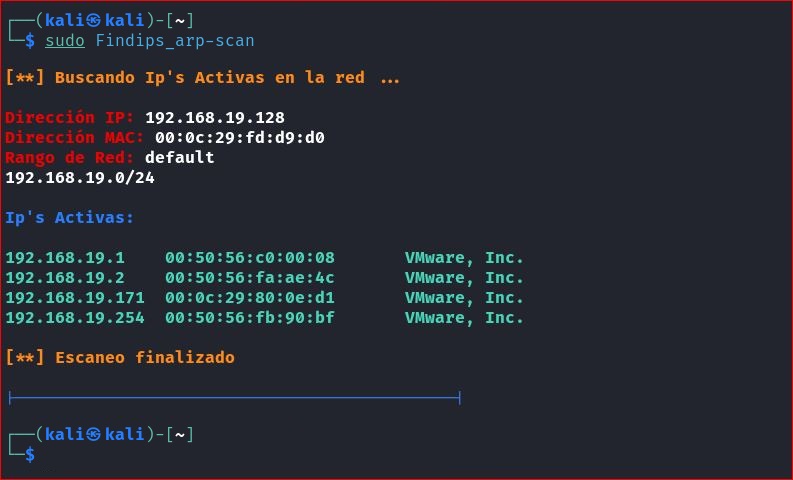 ┌──(kali㉿kali)-[~]
└─$ sudo Findips_arp-scan
[**] Buscando Ip's Activas en la red ...
Dirección IP: 192.168.19.128
Dirección MAC: 00:0c:29:fd:d9:d0
Rango de Red: default
192.168.19.0/24
Ip's Activas:
192.168.19.1    00:50:56:c0:00:08       VMware, Inc.
192.168.19.2    00:50:56:fa:ae:4c       VMware, Inc.
192.168.19.171  00:0c:29:80:0e:d1       VMware, Inc.
192.168.19.254  00:50:56:fb:90:bf       VMware, Inc.
[**] Escaneo finalizado
┌──(kali㉿kali)-[~]
└─$